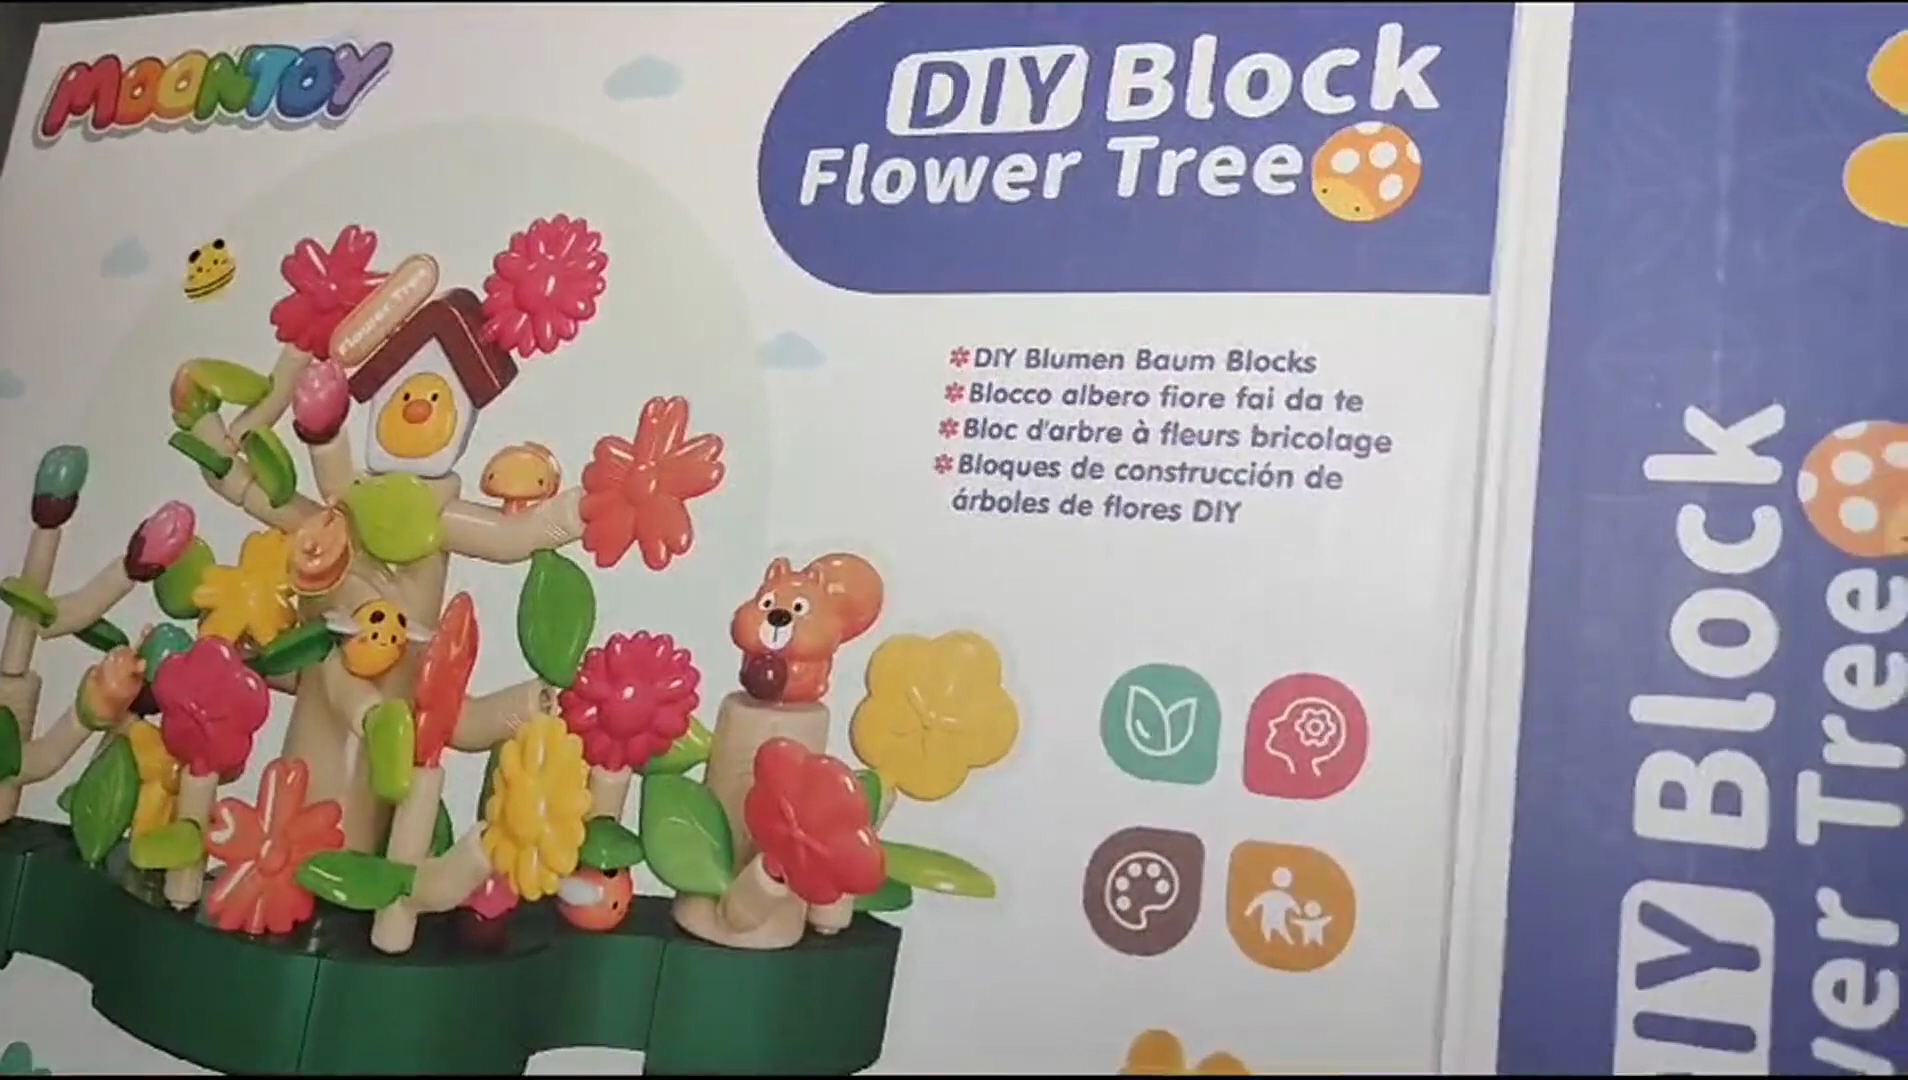 MOONTOY
DIY Block
Flower Tree
Flower Tree
*DIY Blumen Baum Blocks
*Blocco albero fiore fai da te
*Bloc d'arbre à fleurs bricolage
*Bloques de construcción de
árboles de flores DIY
DIY Block
wer Tree